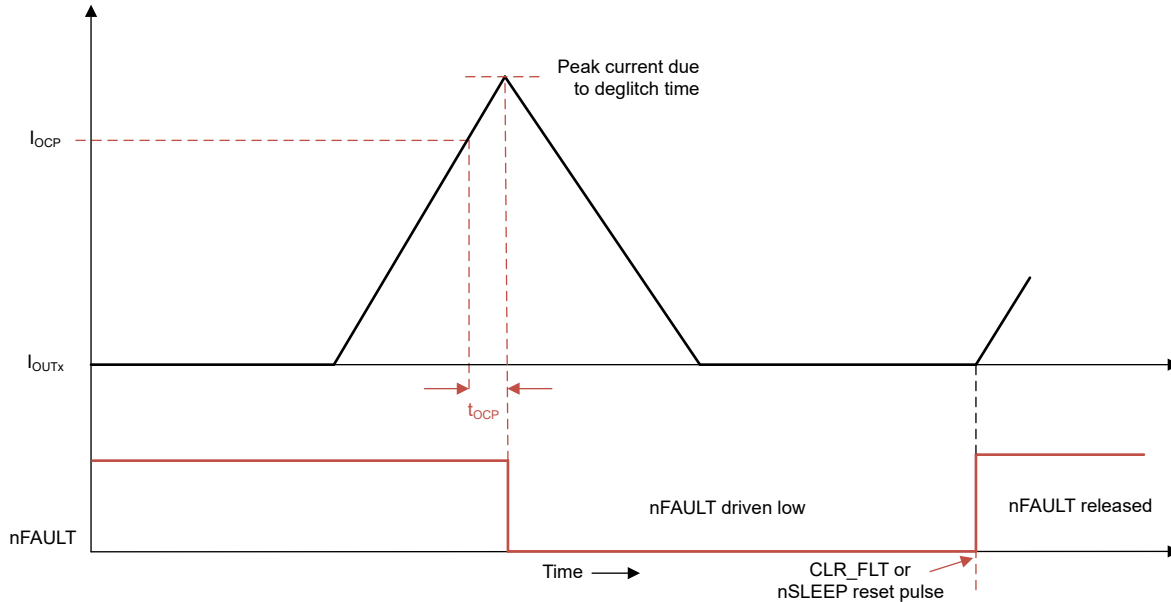 Peak current due
to deglitch time
IOCP
IOUTx
tOCP
nFAULT driven low
nFAULT released
nFAULT
Time
CLR_FLT or
nSLEEP reset pulse